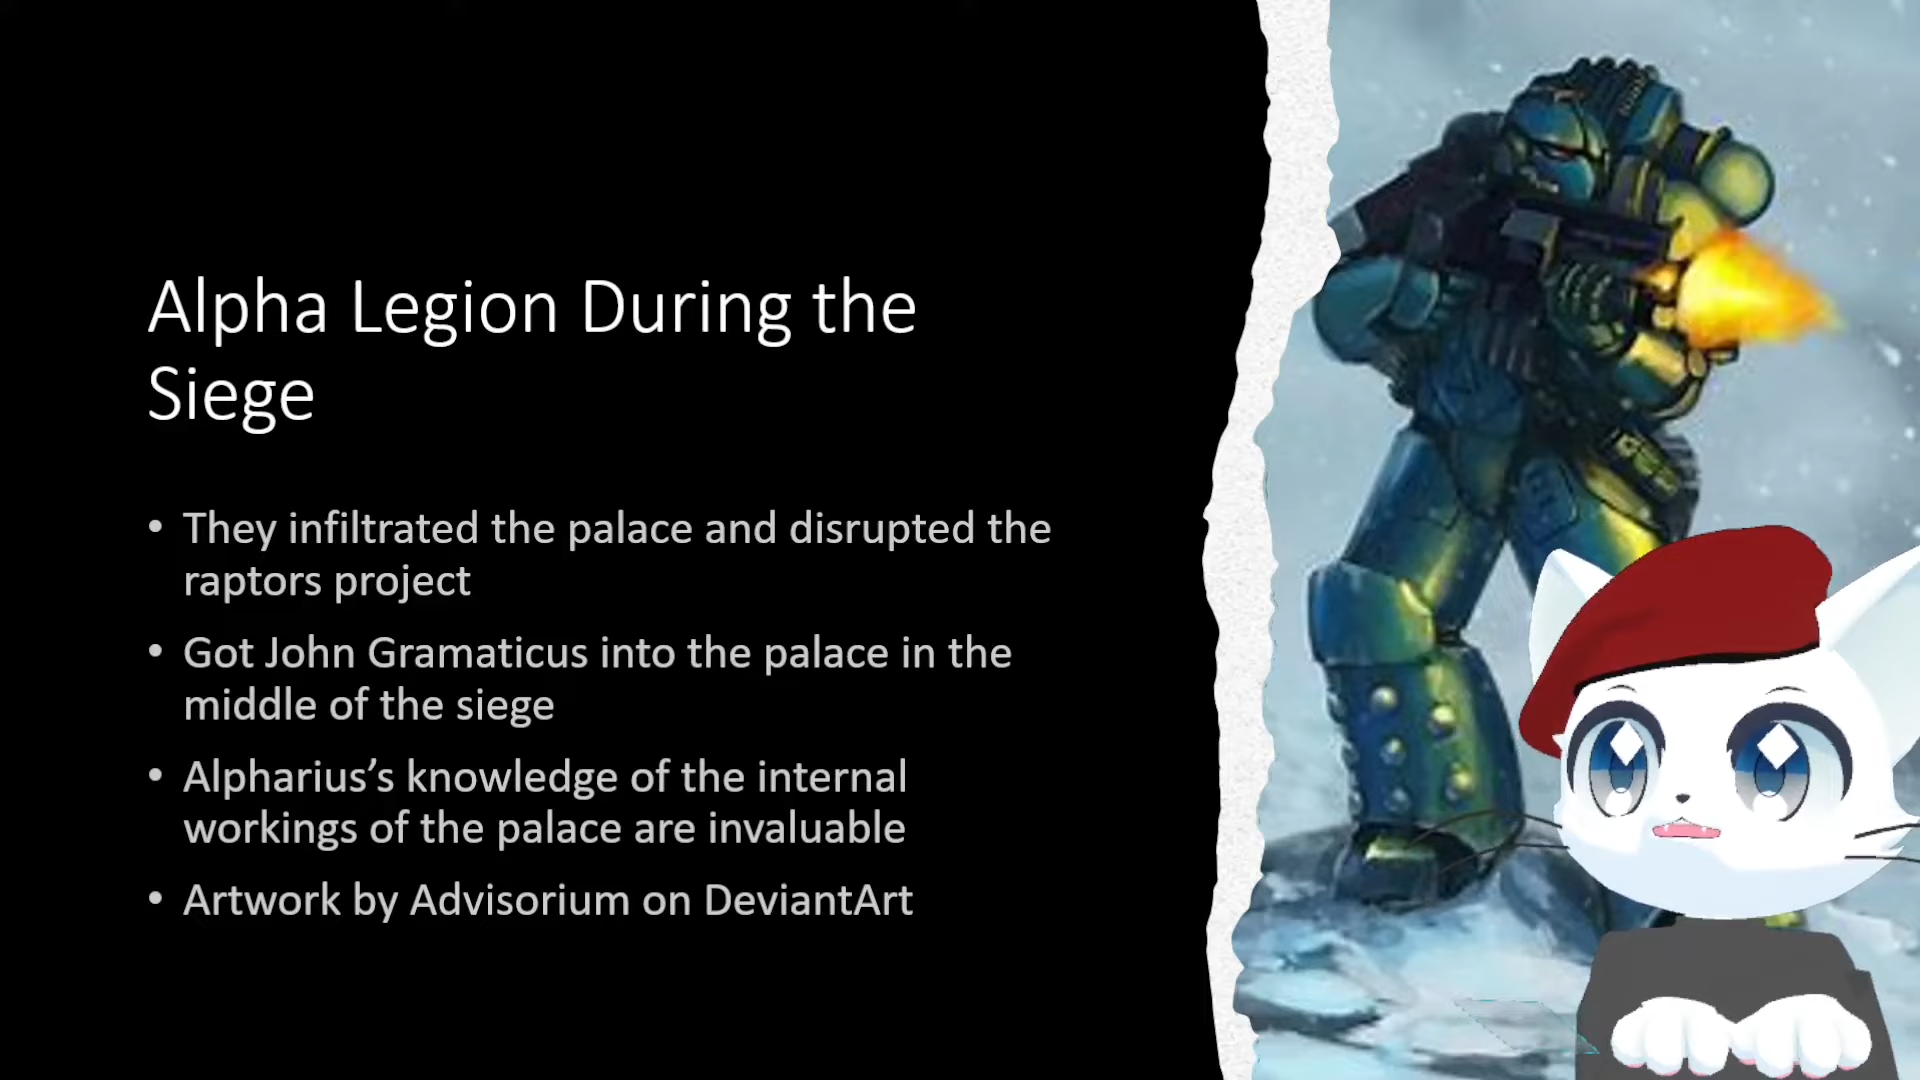 Alpha Legion During the
Siege
• They infiltrated the palace and disrupted the
raptors project
• Got John Gramaticus into the palace in the
middle of the siege
• Alpharius’s knowledge of the internal
workings of the palace are invaluable
• Artwork by Advisorium on DeviantArt